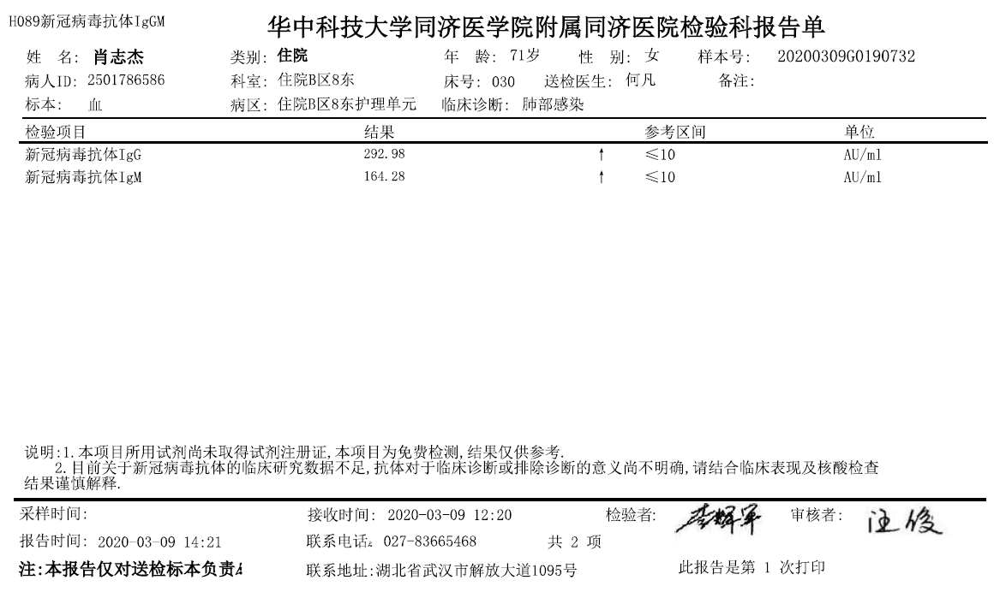 H089新冠病毒抗体IgGM
华中科技大学同济医学院附属同济医院检验科报告单
姓 名: 肖志杰 类别: 住院 年 龄: 71岁 性 别: 女 样本号: 20200309G0190732
病人ID: 2501786586 科室: 住院B区8东 床号: 030 送检医生: 何凡 备注:
标本: 血 病区: 住院B区8东护理单元 临床诊断: 肺部感染
检验项目 结果 参考区间 单位
新冠病毒抗体IgG 292.98 ↑ ≤10 AU/ml
新冠病毒抗体IgM 164.28 ↑ ≤10 AU/ml
说明:1.本项目所用试剂尚未取得试剂注册证,本项目为免费检测,结果仅供参考.
2.目前关于新冠病毒抗体的临床研究数据不足,抗体对于临床诊断或排除诊断的意义尚不明确,请结合临床表现及核酸检查
结果谨慎解释.
采样时间: 接收时间: 2020-03-09 12:20 检验者: 李辉军 审核者: 汪俊
报告时间: 2020-03-09 14:21 联系电话: 027-83665468 共 2 项
注:本报告仅对送检标本负责 联系地址:湖北省武汉市解放大道1095号 此报告是第 1 次打印